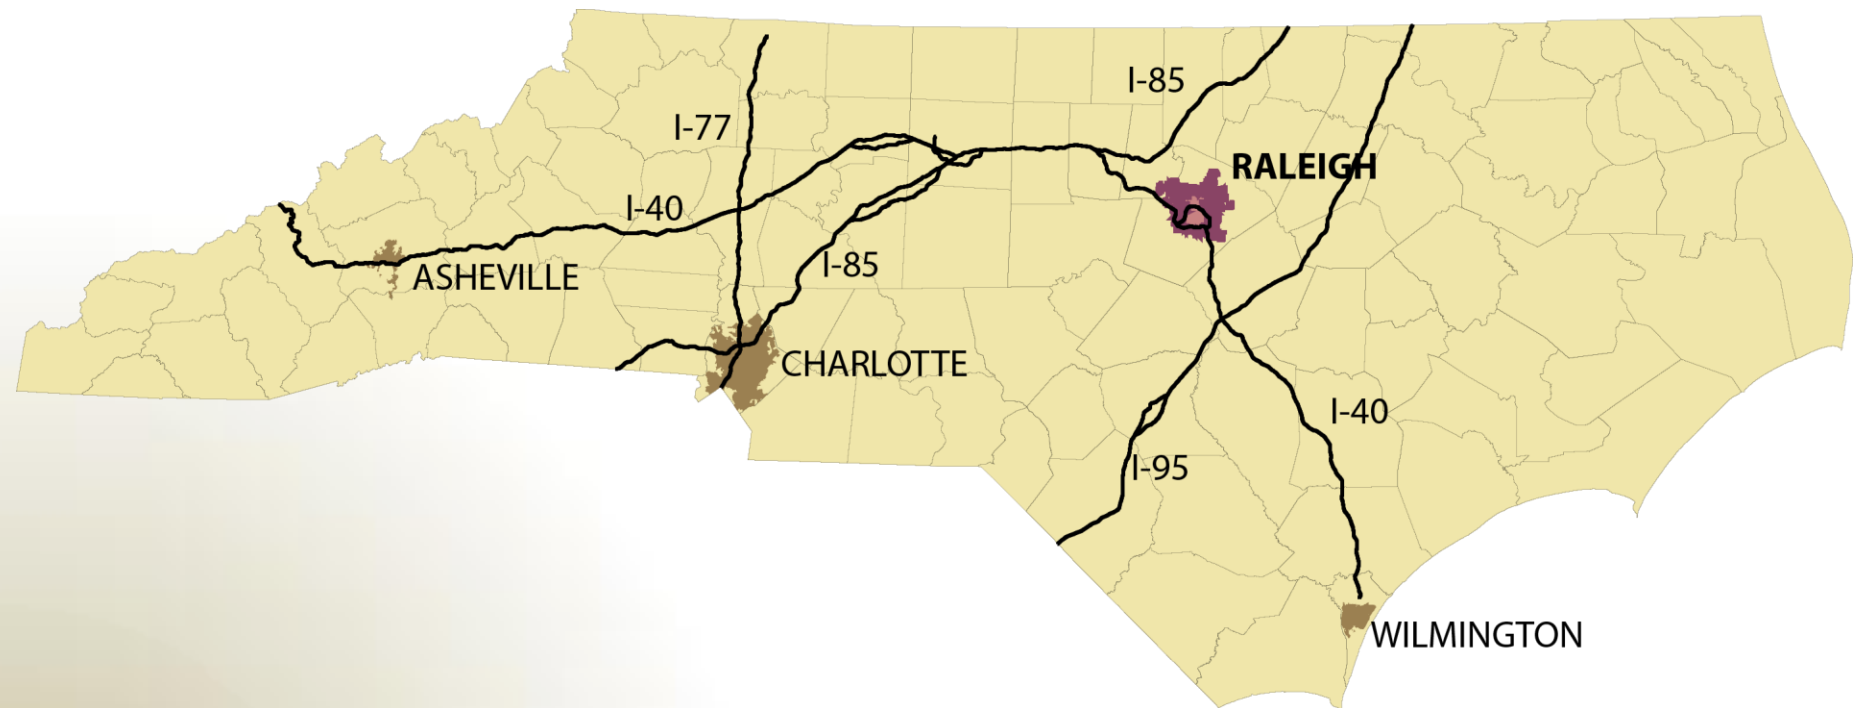 I-85
I-77
RALEIGH
I-40
I-85
ASHEVILLE
CHARLOTTE
I-40
I-95
WILMINGTON